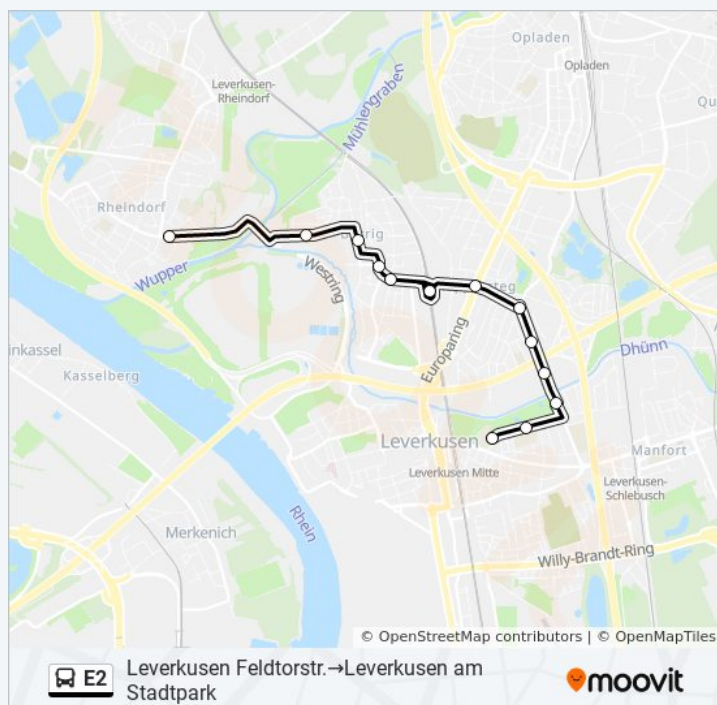 Opladen
Leverkusen-
Rheindorf
Opladen
Mühlengraben
Rheindorf
Wupper
Westring
Europaring
Dhünn
Kasselberg
Leverkusen
Manfort
Leverkusen Mitte
Leverkusen-
Schlebusch
Rhein
Merkenich
Willy-Brandt-Ring
© OpenStreetMap contributors | © OpenMapTiles
E2
Leverkusen Feldtorstr.→Leverkusen am
Stadtpark
moovit